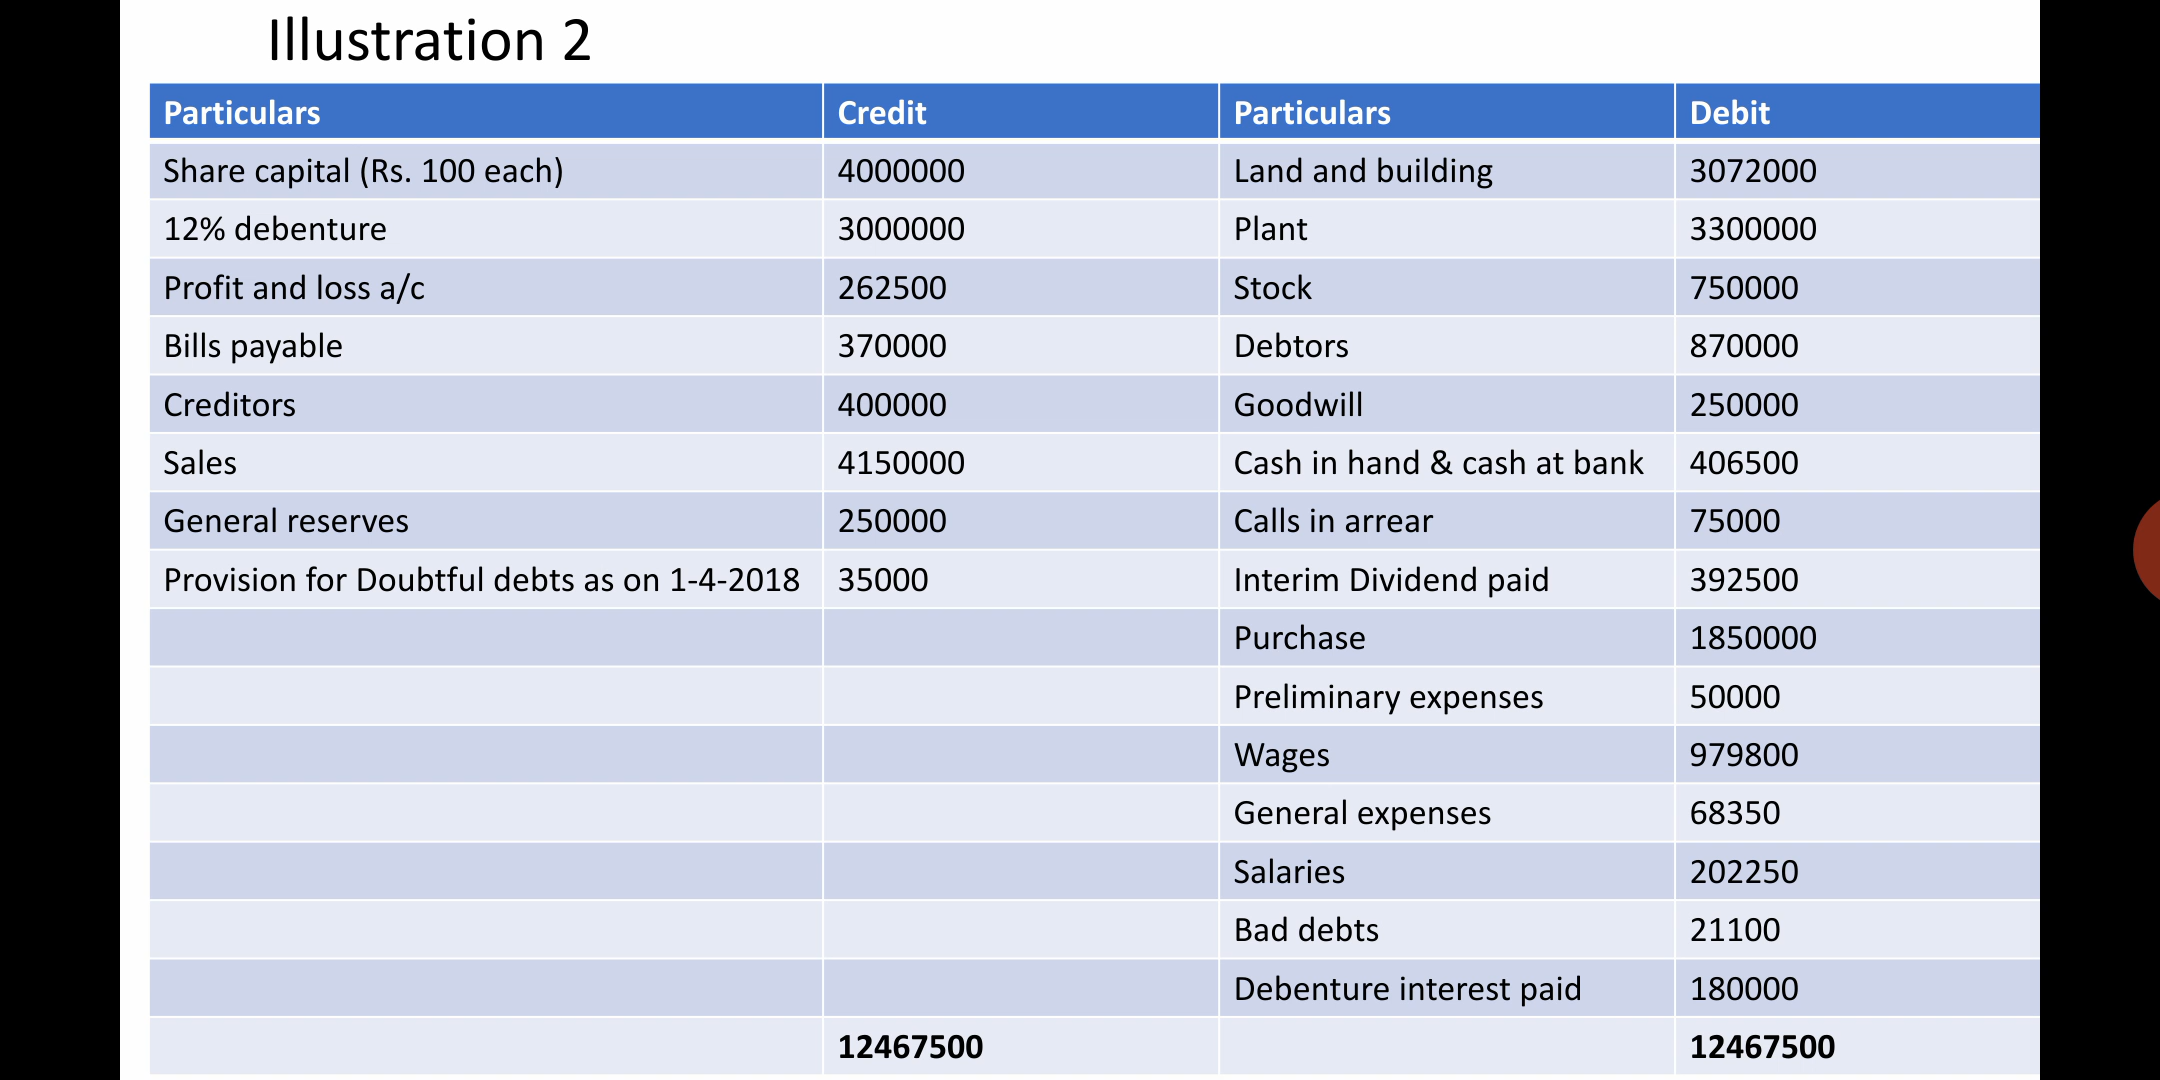 Illustration 2
Particulars Credit Particulars Debit
Share capital (Rs. 100 each) 4000000 Land and building 3072000
12% debenture 3000000 Plant 3300000
Profit and loss a/c 262500 Stock 750000
Bills payable 370000 Debtors 870000
Creditors 400000 Goodwill 250000
Sales 4150000 Cash in hand & cash at bank 406500
General reserves 250000 Calls in arrear 75000
Provision for Doubtful debts as on 1-4-2018 35000 Interim Dividend paid 392500
Purchase 1850000
Preliminary expenses 50000
Wages 979800
General expenses 68350
Salaries 202250
Bad debts 21100
Debenture interest paid 180000
12467500 12467500